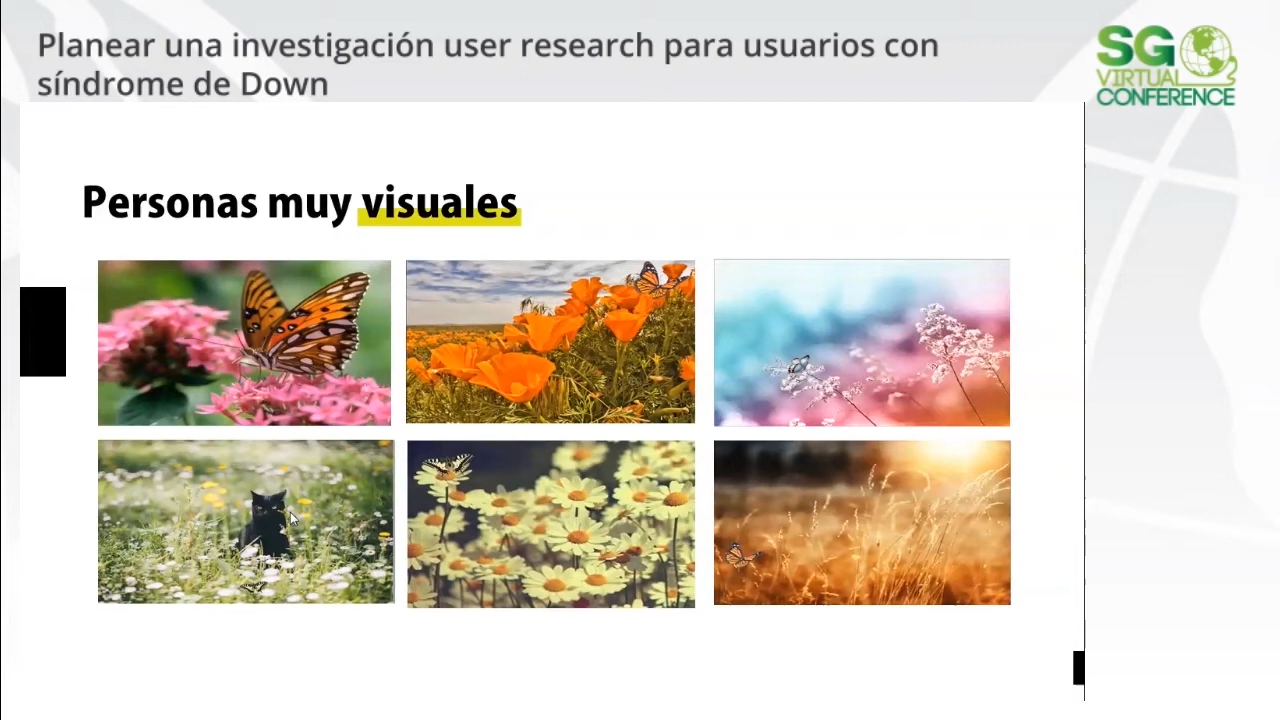 Planear una investigación user research para usuarios con
síndrome de Down
SG
VIRTUAL
CONFERENCE
Personas muy visuales